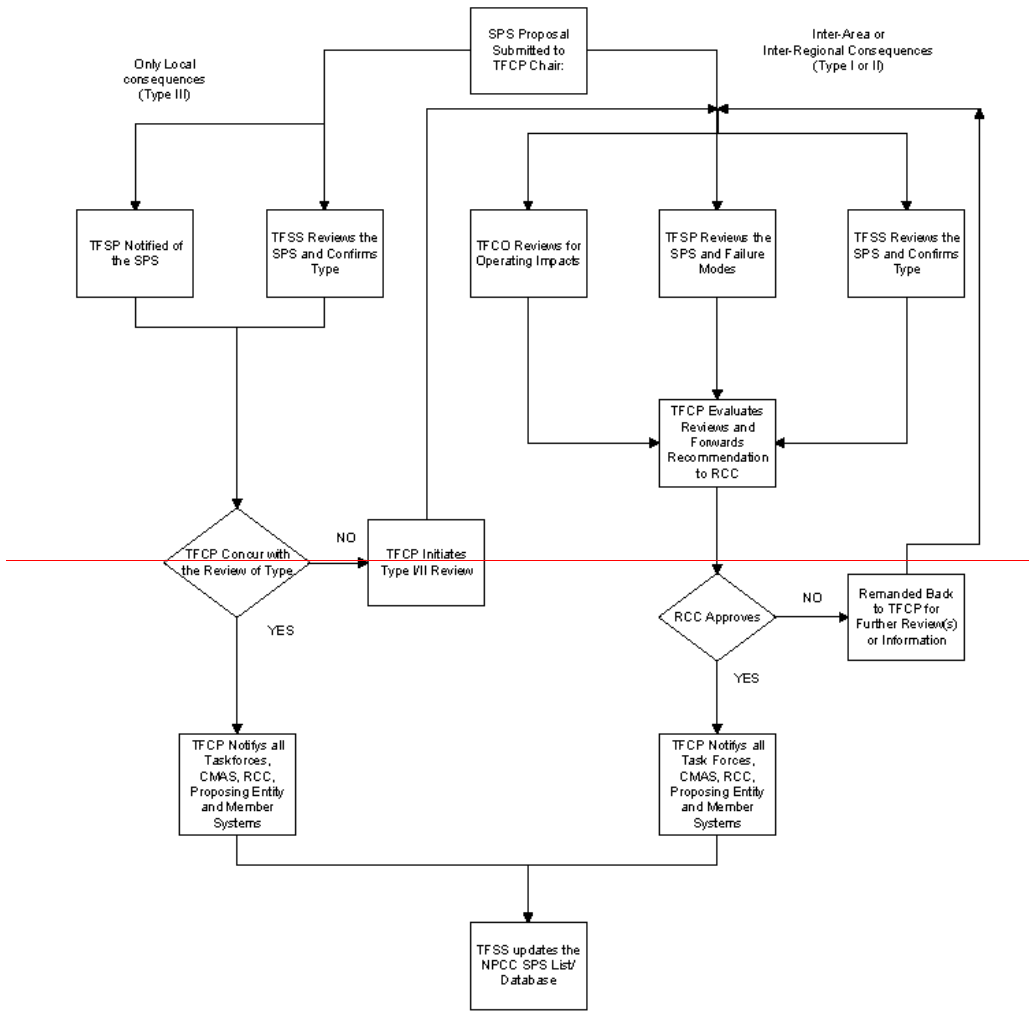 SPS Proposal
Submitted to
TFCP Chair:
Inter-Area or
Inter-Regional Consequences
(Type I or II)
Only Local
consequences
(Type III)
TFSP Notified of
the SPS
TFSS Reviews the
SPS and Confirms
Type
TFCO Reviews for
Operating Impacts
TFSP Reviews the
SPS and Failure
Modes
TFSS Reviews the
SPS and Confirms
Type
TFCP Evaluates
Reviews and
Forwards
Recommendation
to RCC
TFCP Concur with
the Review of Type
NO
TFCP Initiates
Type I/II Review
YES
RCC Approves
NO
Remanded Back
to TFCP for
Further Review(s)
or Information
YES
TFCP Notifys all
Taskforces,
CMAS, RCC,
Proposing Entity
and Member
Systems
TFCP Notifys all
Task Forces,
CMAS, RCC,
Proposing Entity
and Member
Systems
TFSS updates the
NPCC SPS List/
Database